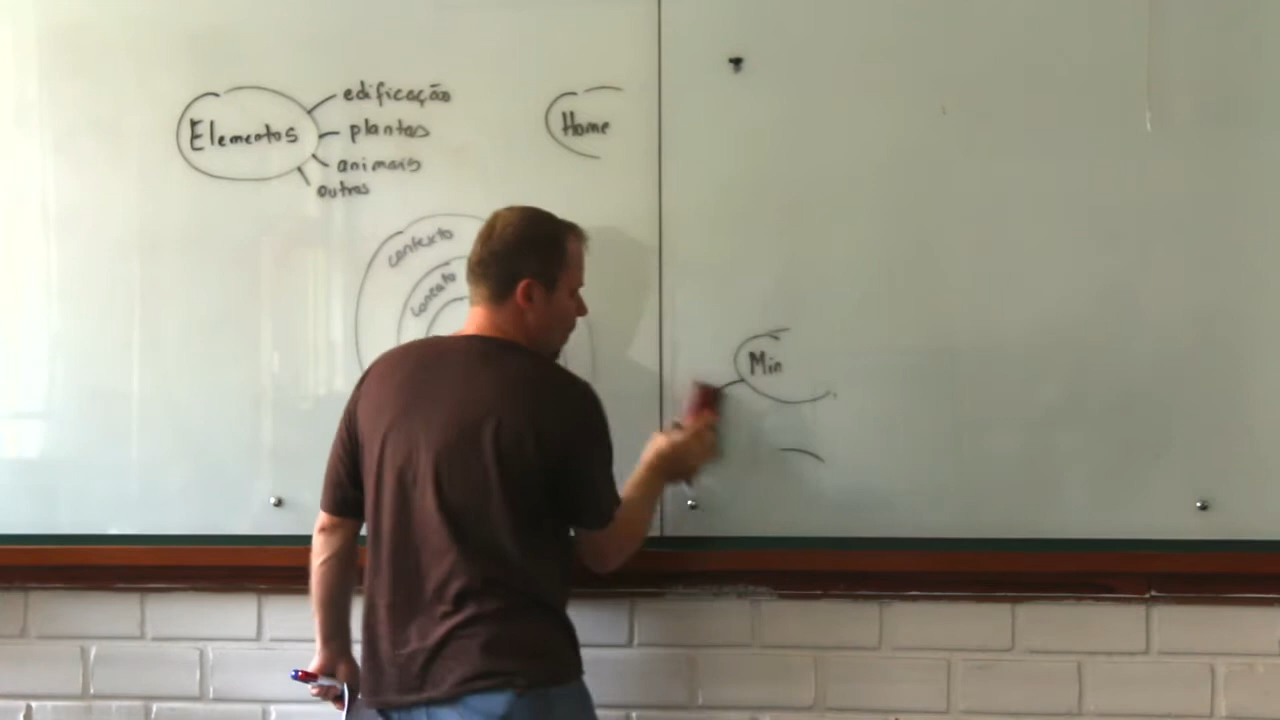 Elementos
edificação
plantas
animais
outras
Home
contexto
conceito
Min